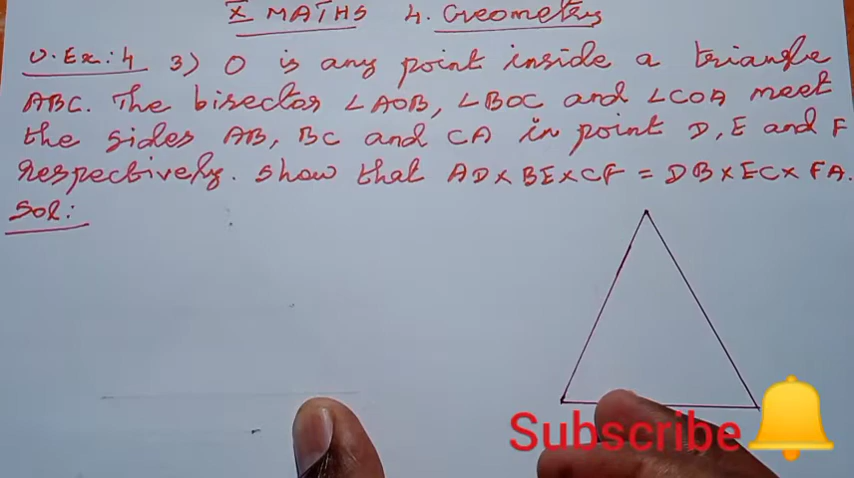 X MATHS 4. Geometry
U.Ex:4 3) O is any point inside a triangle
ABC. The bisector ∠AOB, ∠BOC and ∠COA meet
the sides AB, BC and CA in point D, E and F
respectively. show that AD×BE×CF = DB×EC×FA.
Sol:
Subscribe